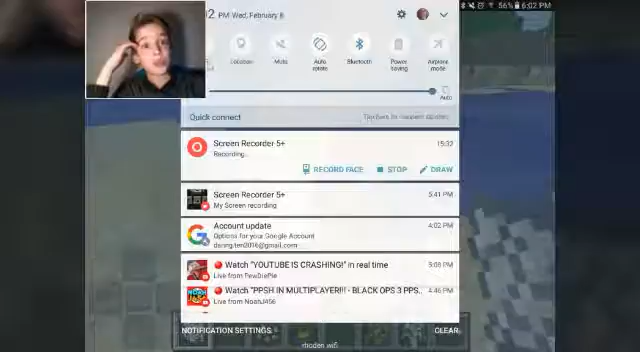 02 PM Wed, February 8
56% 6:02 PM
Location
Mute
Auto rotate
Bluetooth
Power saving
Airplane mode
Auto
Quick connect
Screen Recorder 5+
15:32
Recording...
RECORD FACE
STOP
DRAW
Screen Recorder 5+
5:41 PM
My Screen recording
Account update
4:02 PM
Options for your Google Account
Watch "YOUTUBE IS CRASHING!" in real time
5:08 PM
Live from PewDiePie
Watch "PPSH IN MULTIPLAYER!!! - BLACK OPS 3 PPS..
4:46 PM
Live from NoahJ456
NOTIFICATION SETTINGS
CLEAR
rhoden wifi